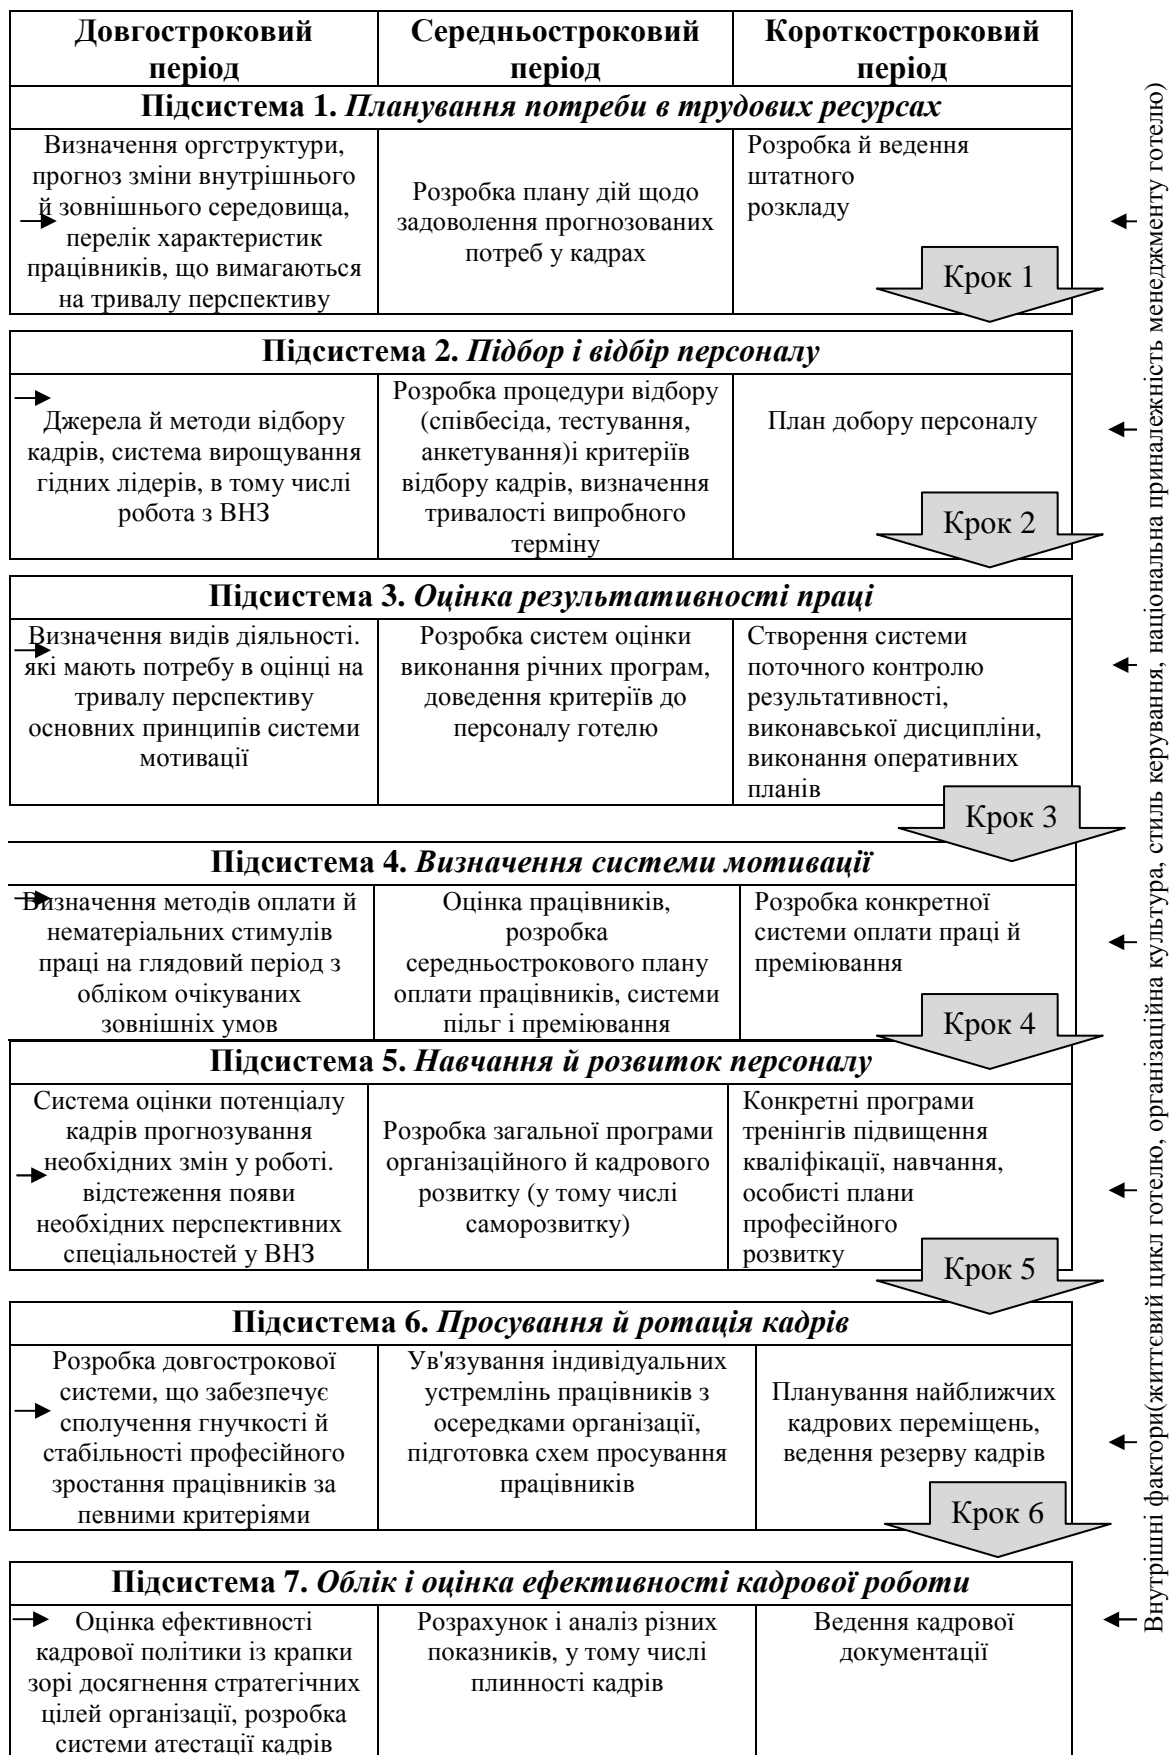 Довгостроковий
період
Середньостроковий
період
Короткостроковий
період
Підсистема 1. Планування потреби в трудових ресурсах
Визначення оргструктури,
прогноз зміни внутрішнього
й зовнішнього середовища,
перелік характеристик
працівників, що вимагаються
на тривалу перспективу
Розробка плану дій щодо
задоволення прогнозованих
потреб у кадрах
Розробка й ведення
штатного
розкладу
Крок 1
Підсистема 2. Підбор і відбір персоналу
Джерела й методи відбору
кадрів, система вирощування
гідних лідерів, в тому числі
робота з ВНЗ
Розробка процедури відбору
(співбесіда, тестування,
анкетування)і критеріїв
відбору кадрів, визначення
тривалості випробного
терміну
План добору персоналу
Крок 2
Підсистема 3. Оцінка результативності праці
Визначення видів діяльності.
які мають потребу в оцінці на
тривалу перспективу
основних принципів системи
мотивації
Розробка систем оцінки
виконання річних програм,
доведення критеріїв до
персоналу готелю
Створення системи
поточного контролю
результативності,
виконавської дисципліни,
виконання оперативних
планів
Крок 3
Підсистема 4. Визначення системи мотивації
Визначення методів оплати й
нематеріальних стимулів
праці на глядовий період з
обліком очікуваних
зовнішніх умов
Оцінка працівників,
розробка
середньострокового плану
оплати працівників, системи
пільг і преміювання
Розробка конкретної
системи оплати праці й
преміювання
Крок 4
Підсистема 5. Навчання й розвиток персоналу
Система оцінки потенціалу
кадрів прогнозування
необхідних змін у роботі.
відстеження появи
необхідних перспективних
спеціальностей у ВНЗ
Розробка загальної програми
організаційного й кадрового
розвитку (у тому числі
саморозвитку)
Конкретні програми
тренінгів підвищення
кваліфікації, навчання,
особисті плани
професійного
розвитку
Крок 5
Підсистема 6. Просування й ротація кадрів
Розробка довгострокової
системи, що забезпечує
сполучення гнучкості й
стабільності професійного
зростання працівників за
певними критеріями
Ув'язування індивідуальних
устремлінь працівників з
осередками організації,
підготовка схем просування
працівників
Планування найближчих
кадрових переміщень,
ведення резерву кадрів
Крок 6
Підсистема 7. Облік і оцінка ефективності кадрової роботи
Оцінка ефективності
кадрової політики із крапки
зорі досягнення стратегічних
цілей організації, розробка
системи атестації кадрів
Розрахунок і аналіз різних
показників, у тому числі
плинності кадрів
Ведення кадрової
документації
Внутрішні фактори(життєвий цикл готелю, організаційна культура, стиль керування, національна приналежність менеджменту готелю)